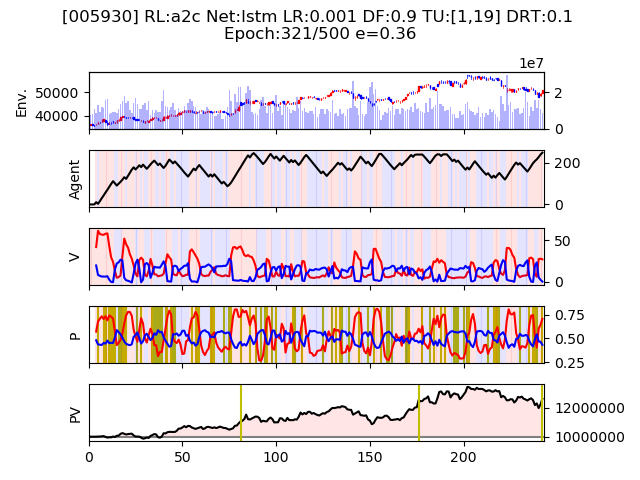 [005930] RL:a2c Net:lstm LR:0.001 DF:0.9 TU:[1,19] DRT:0.1
Epoch:321/500 e=0.36
1e7
Env.
50000
40000
2
0
Agent
200
0
V
50
0
P
0.75
0.50
0.25
PV
12000000
10000000
0 50 100 150 200